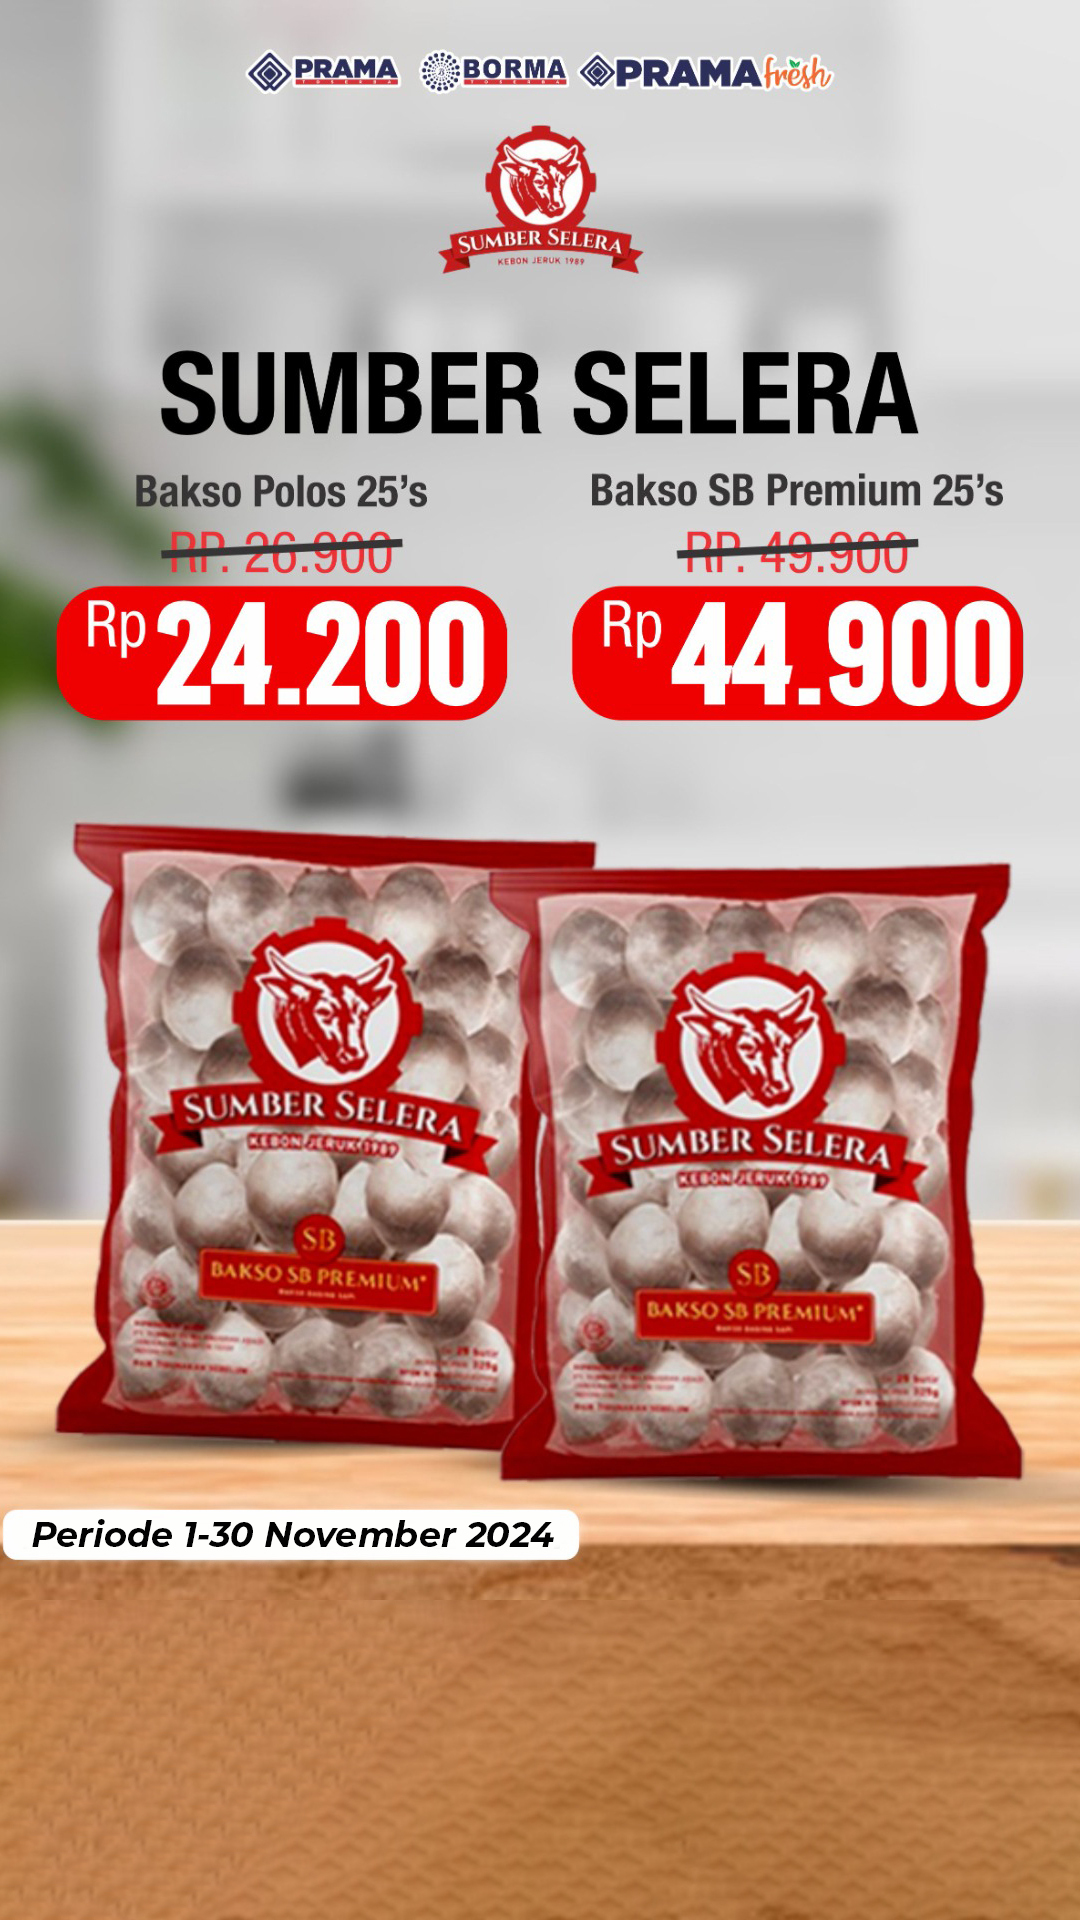 PRAMA BORMA PRAMA fresh
TOSERBA TOSERBA
SUMBER SELERA
KEBON JERUK 1989
SUMBER SELERA
Bakso Polos 25’s
RP. 26.900
Rp 24.200
Bakso SB Premium 25’s
RP. 49.900
Rp 44.900
SUMBER SELERA
KEBON JERUK 1989
SB
BAKSO SB PREMIUM*
SUMBER SELERA
KEBON JERUK 1989
SB
BAKSO SB PREMIUM*
Periode 1-30 November 2024